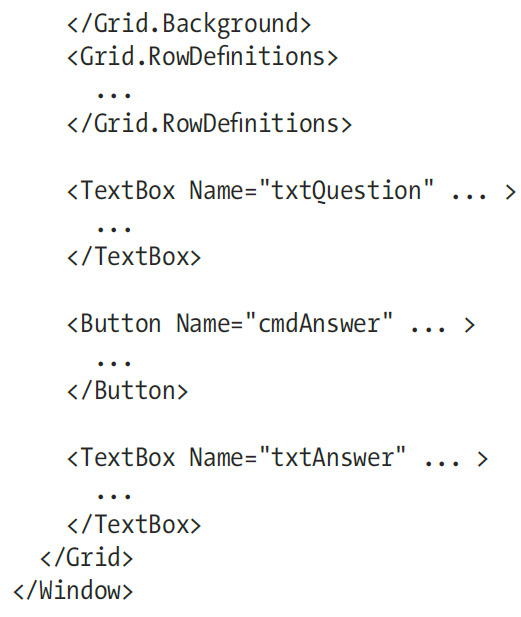 </Grid.Background>
<Grid.RowDefinitions>
...
</Grid.RowDefinitions>
<TextBox Name="txtQuestion" ... >
...
</TextBox>
<Button Name="cmdAnswer" ... >
...
</Button>
<TextBox Name="txtAnswer" ... >
...
</TextBox>
</Grid>
</Window>